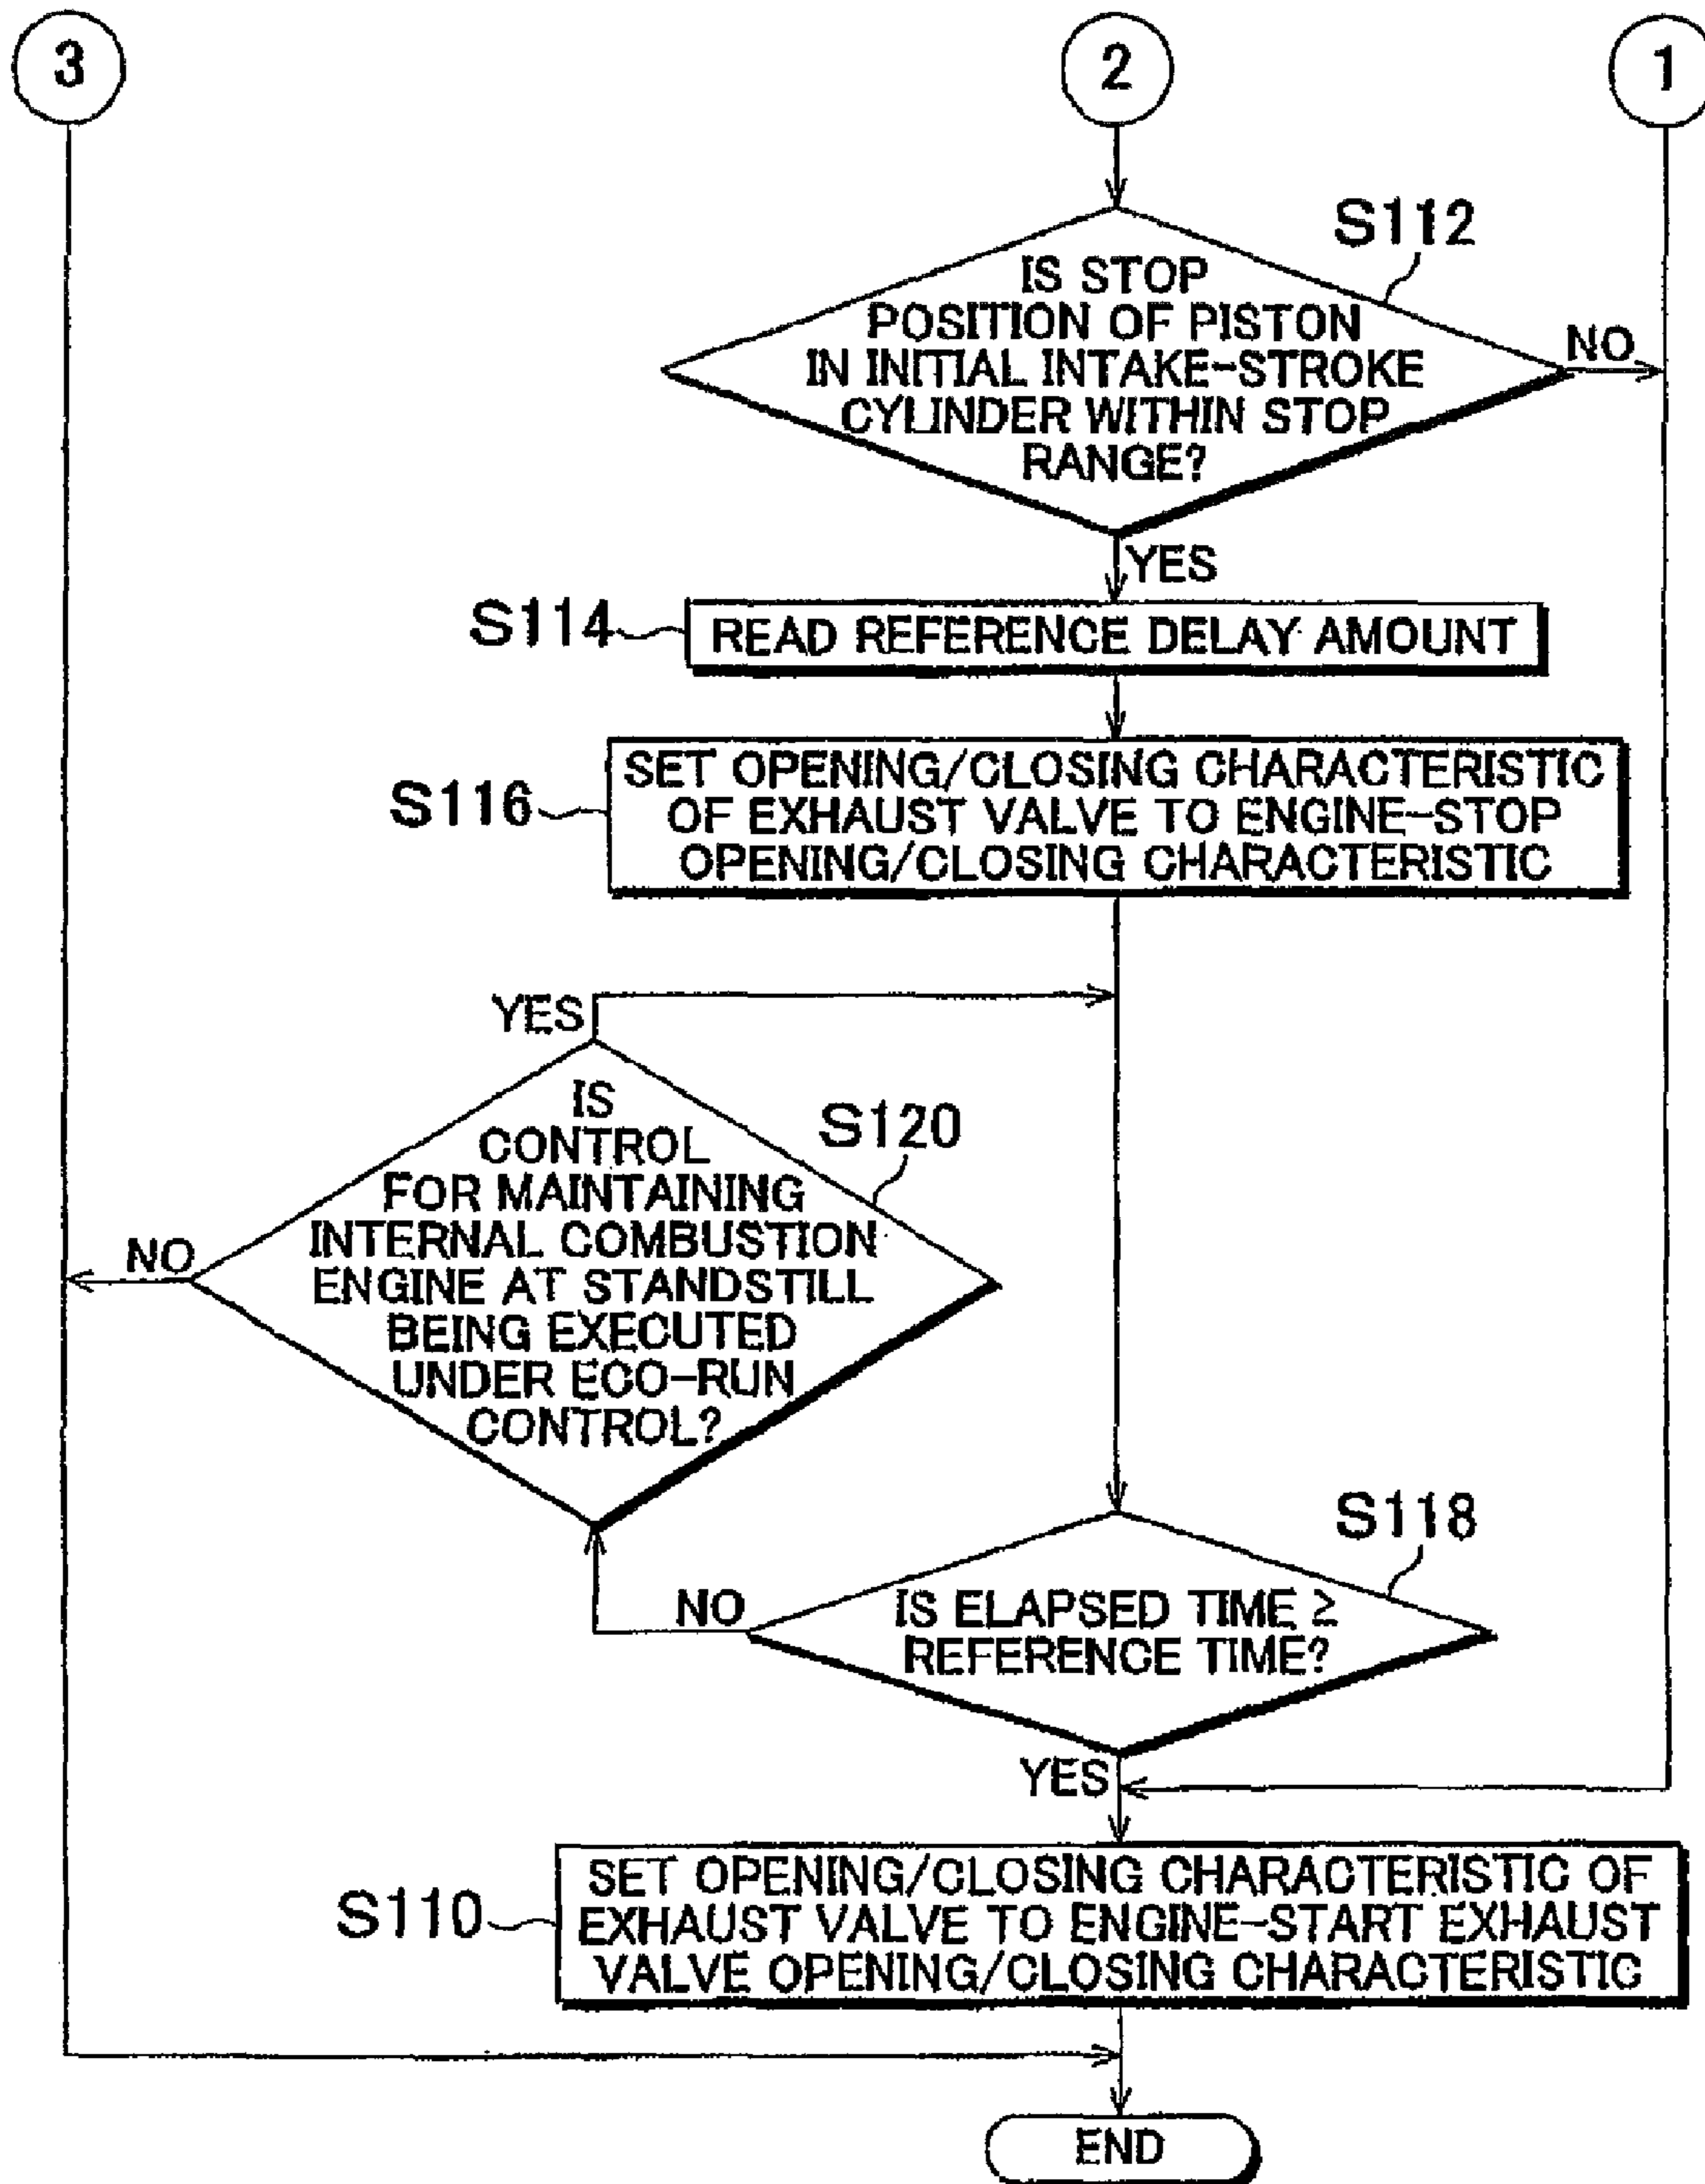 3
2
1
S112
IS STOP
POSITION OF PISTON
IN INITIAL INTAKE-STROKE
CYLINDER WITHIN STOP
RANGE?
NO
YES
S114
READ REFERENCE DELAY AMOUNT
S116
SET OPENING/CLOSING CHARACTERISTIC
OF EXHAUST VALVE TO ENGINE-STOP
OPENING/CLOSING CHARACTERISTIC
YES
S120
IS
CONTROL
FOR MAINTAINING
INTERNAL COMBUSTION
ENGINE AT STANDSTILL
BEING EXECUTED
UNDER ECO-RUN
CONTROL?
NO
S118
NO
IS ELAPSED TIME ≥
REFERENCE TIME?
YES
S110
SET OPENING/CLOSING CHARACTERISTIC OF
EXHAUST VALVE TO ENGINE-START EXHAUST
VALVE OPENING/CLOSING CHARACTERISTIC
END